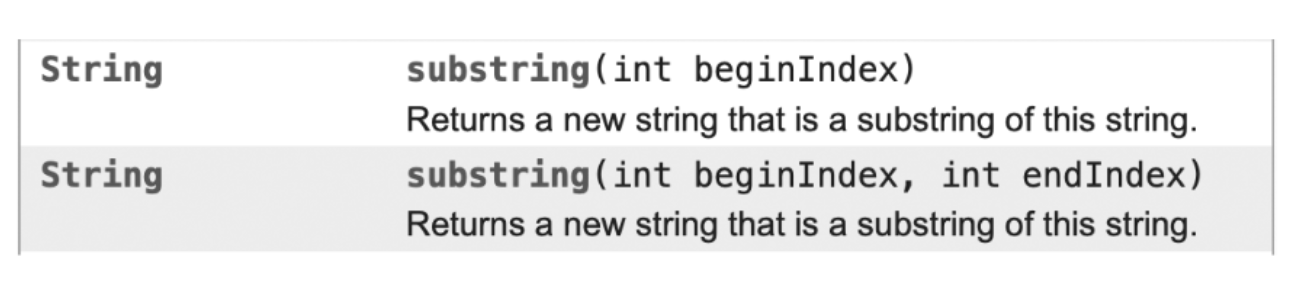 String substring(int beginIndex)
Returns a new string that is a substring of this string.
String substring(int beginIndex, int endIndex)
Returns a new string that is a substring of this string.